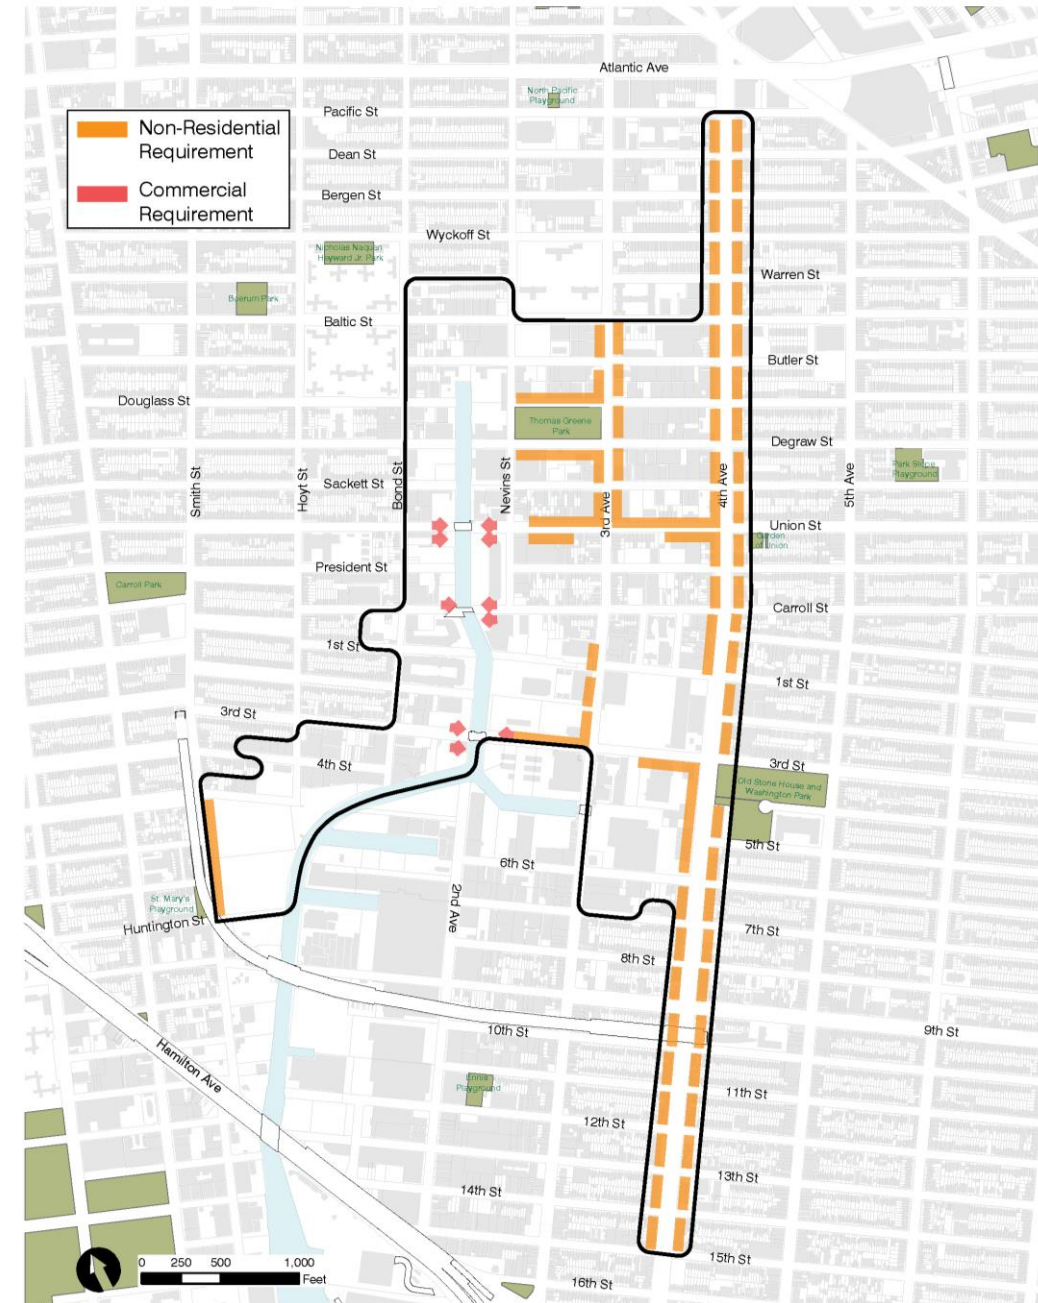 Atlantic Ave
North Pacific
Playground
Pacific St
Non-Residential
Requirement
Dean St
Commercial
Requirement
Bergen St
Wyckoff St
Nicholas Naquan
Heyward Jr. Park
Warren St
Boerum Park
Baltic St
Butler St
Douglass St
Thomas Greene
Park
Degraw St
Park Slope
Playground
Smith St
Hoyt St
Sackett St
Bond St
Nevins St
3rd Ave
4th Ave
5th Ave
Union St
Garden
of Union
President St
Carroll Park
Carroll St
1st St
1st St
3rd St
4th St
3rd St
Old Stone House and
Washington Park
5th St
6th St
2nd Ave
St. Mary's
Playground
Huntington St
7th St
8th St
10th St
9th St
Hamilton Ave
Ennis
Playground
11th St
12th St
13th St
14th St
15th St
16th St
0 250 500 1,000
Feet